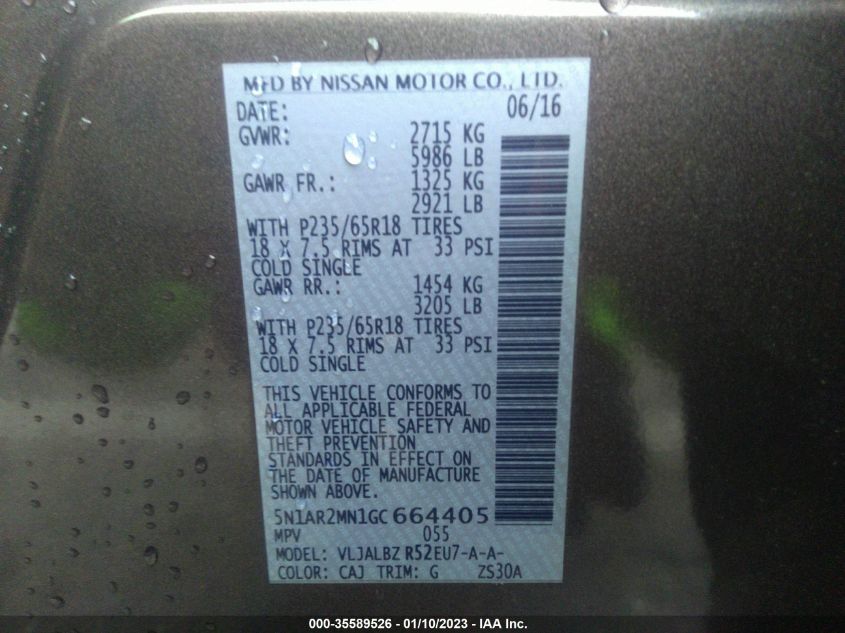 MFD BY NISSAN MOTOR CO., LTD.
DATE: 06/16
GVWR: 2715 KG
5986 LB
GAWR FR.: 1325 KG
2921 LB
WITH P235/65R18 TIRES
18 X 7.5 RIMS AT 33 PSI
COLD SINGLE
GAWR RR.: 1454 KG
3205 LB
WITH P235/65R18 TIRES
18 X 7.5 RIMS AT 33 PSI
COLD SINGLE
THIS VEHICLE CONFORMS TO
ALL APPLICABLE FEDERAL
MOTOR VEHICLE SAFETY AND
THEFT PREVENTION
STANDARDS IN EFFECT ON
THE DATE OF MANUFACTURE
SHOWN ABOVE.
5N1AR2MN1GC664405
MPV 055
MODEL: VLJALBZ R52EU7-A-A-
COLOR: CAJ TRIM: G ZS30A
000-35589526 - 01/10/2023 - IAA Inc.